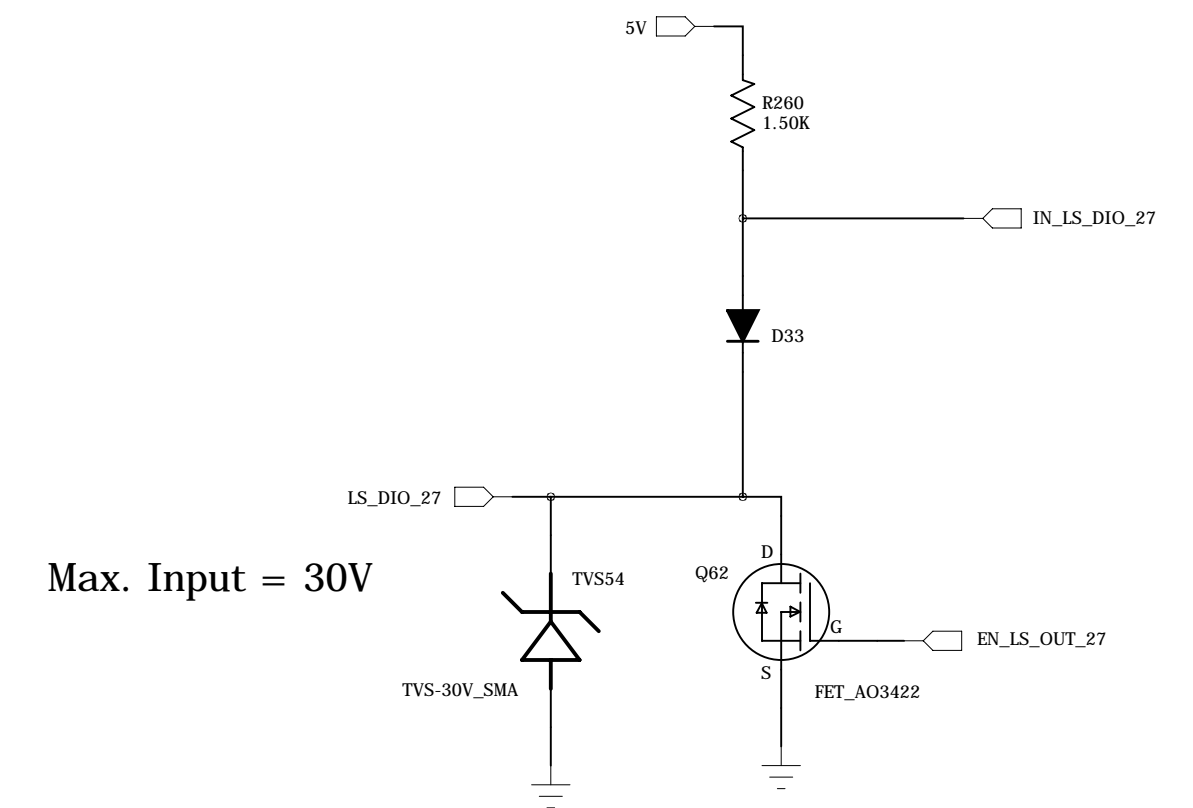 5V
R260
1.50K
IN_LS_DIO_27
D33
LS_DIO_27
D
Q62
TVS54
Max. Input = 30V
G
EN_LS_OUT_27
S
TVS-30V_SMA
FET_AO3422